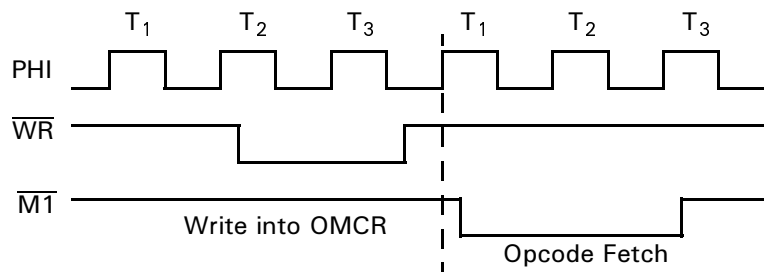 T1 T2 T3 T1 T2 T3
PHI
WR
M1
Write into OMCR
Opcode Fetch